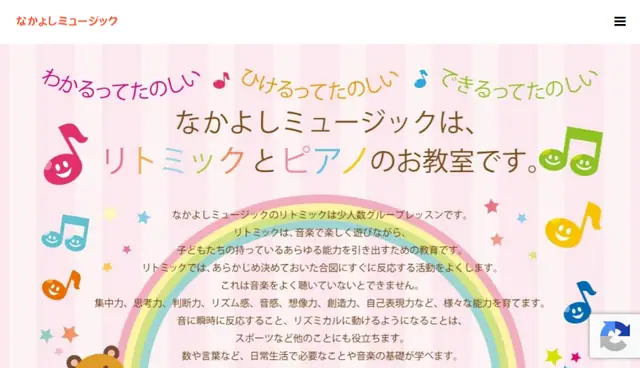 なかよしミュージック
わかるってたのしい ひけるってたのしい できるってたのしい
なかよしミュージックは、
リトミックとピアノのお教室です。
なかよしミュージックのリトミックは少人数グループレッスンです。
リトミックは、音楽で楽しく遊びながら、
子どもたちの持っているあらゆる能力を引き出すための教育です。
リトミックでは、あらかじめ決めておいた合図にすぐに反応する活動をよくします。
これは音楽をよく聴いていないとできません。
集中力、思考力、判断力、リズム感、音感、想像力、創造力、自己表現力など、様々な能力を育てます。
音に瞬時に反応すること、リズミカルに動けるようになることは、
スポーツなど他のことにも役立ちます。
数や言葉など、日常生活で必要なことや音楽の基礎が学べます。